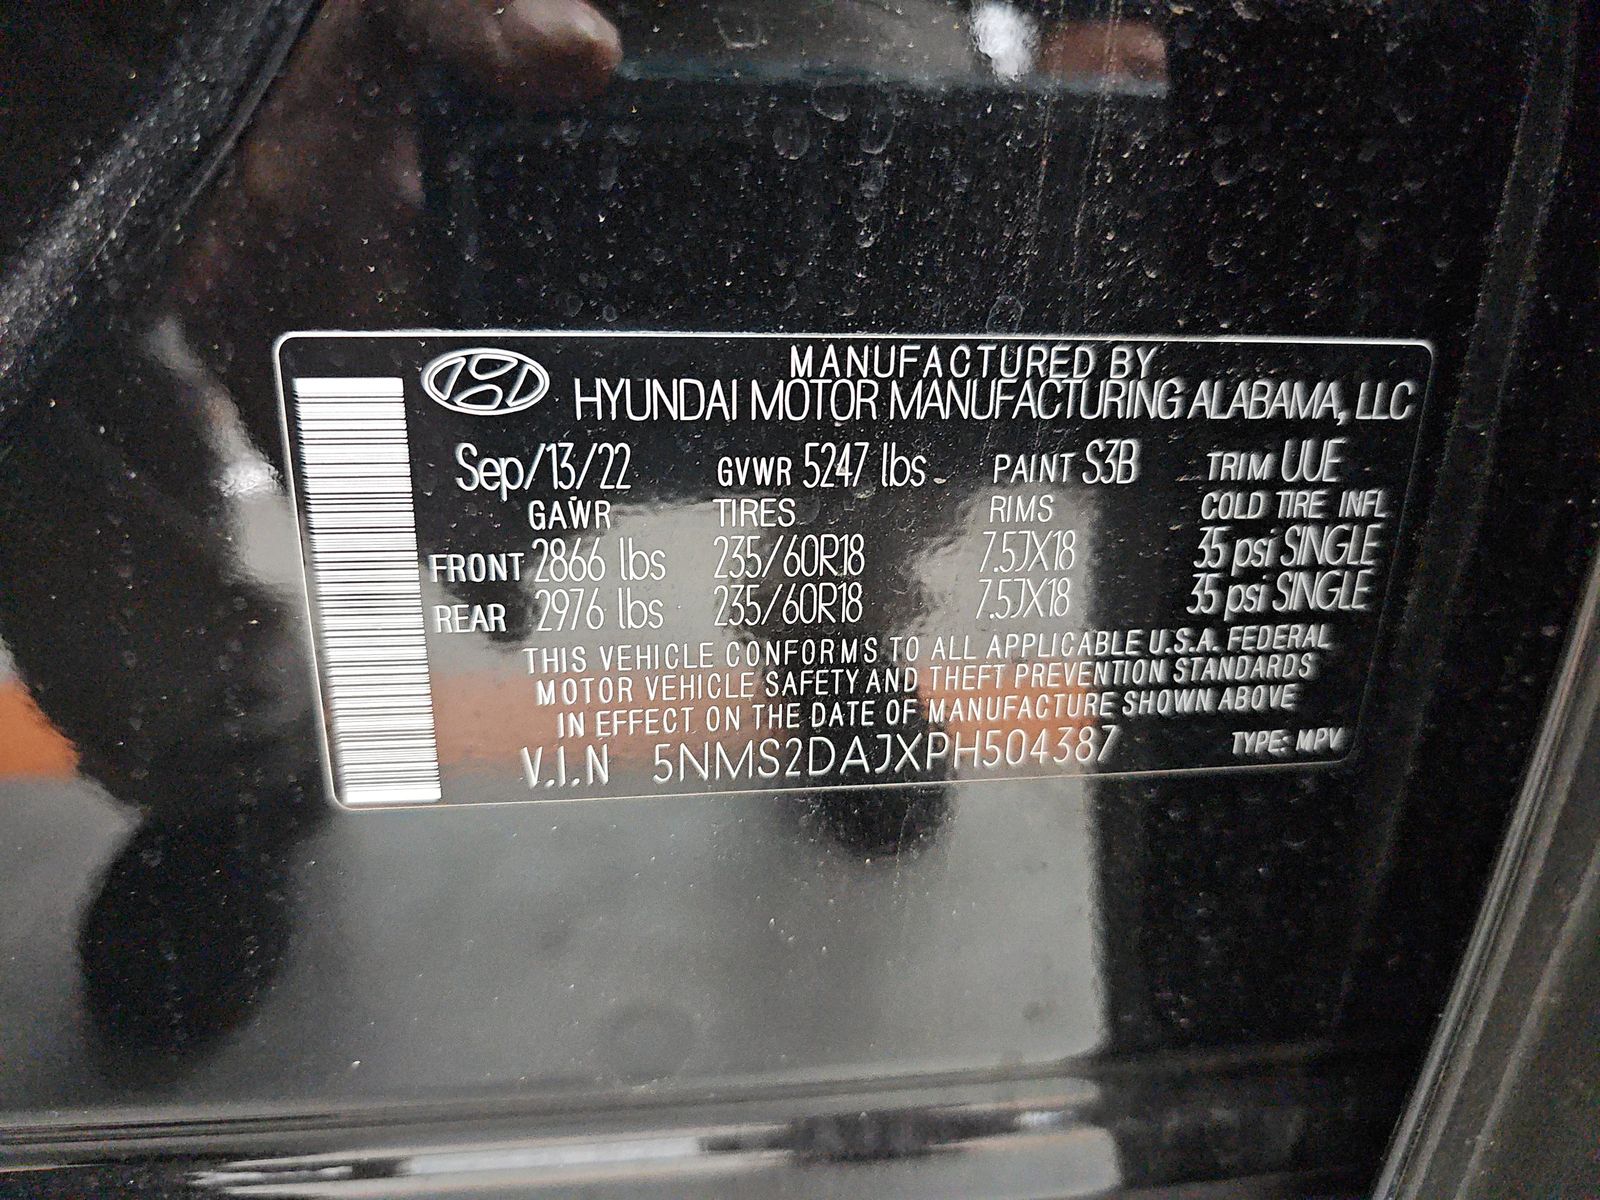 MANUFACTURED BY
HYUNDAI MOTOR MANUFACTURING ALABAMA, LLC
Sep/13/22 GVWR 5247 lbs PAINT S3B TRIM UUE
GAWR TIRES RIMS COLD TIRE INFL
FRONT 2866 lbs 235/60R18 7.5JX18 35 psi SINGLE
REAR 2976 lbs 235/60R18 7.5JX18 35 psi SINGLE
THIS VEHICLE CONFORMS TO ALL APPLICABLE U.S.A. FEDERAL
MOTOR VEHICLE SAFETY AND THEFT PREVENTION STANDARDS
IN EFFECT ON THE DATE OF MANUFACTURE SHOWN ABOVE
V.I.N 5NMS2DAJXPH504387 TYPE: MPV